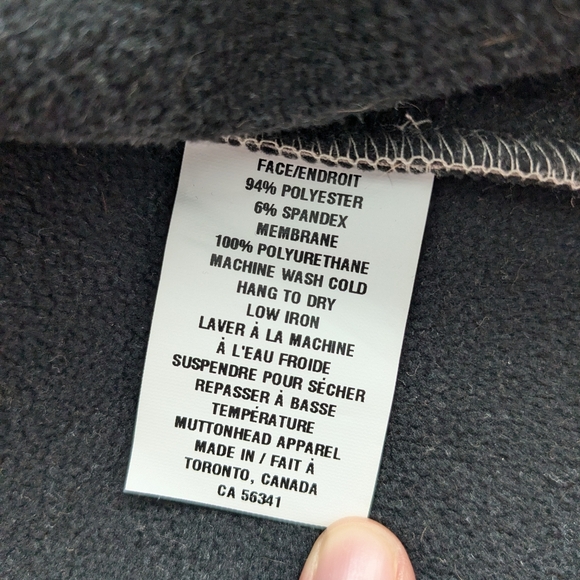 FACE/ENDROIT
94% POLYESTER
6% SPANDEX
MEMBRANE
100% POLYURETHANE
MACHINE WASH COLD
HANG TO DRY
LOW IRON
LAVER À LA MACHINE
À L'EAU FROIDE
SUSPENDRE POUR SÉCHER
REPASSER À BASSE
TEMPÉRATURE
MUTTONHEAD APPAREL
MADE IN / FAIT À
TORONTO, CANADA
CA 56341